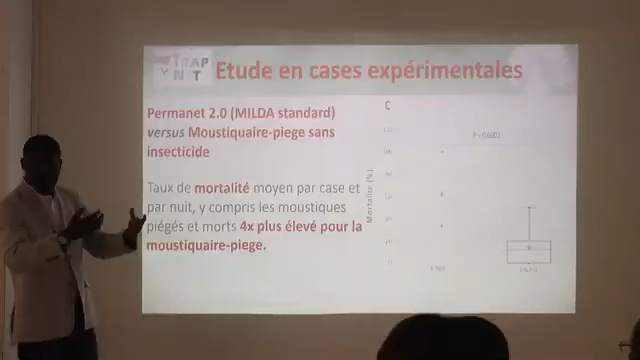 TRAP
N T
Etude en cases expérimentales
Permanet 2.0 (MILDA standard)
versus Moustiquaire-piege sans
insecticide
Taux de mortalité moyen par case et
par nuit, y compris les moustiques
piégés et morts 4x plus élevé pour la
moustiquaire-piege.
C
Mortalite (%)